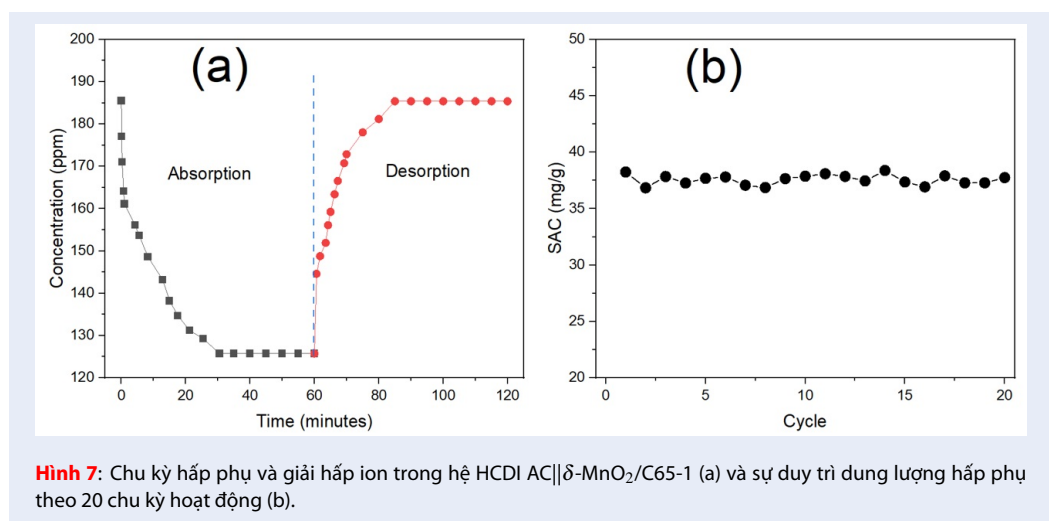 (a)
200
190
180
170
160
150
140
130
120
Concentration (ppm)
Absorption
Desorption
0
20
40
60
80
100
120
Time (minutes)
(b)
50
45
40
35
30
25
20
SAC (mg/g)
0
5
10
15
20
Cycle
Hình 7: Chu kỳ hấp phụ và giải hấp ion trong hệ HCDI AC||δ-MnO₂/C65-1 (a) và sự duy trì dung lượng hấp phụ
theo 20 chu kỳ hoạt động (b).